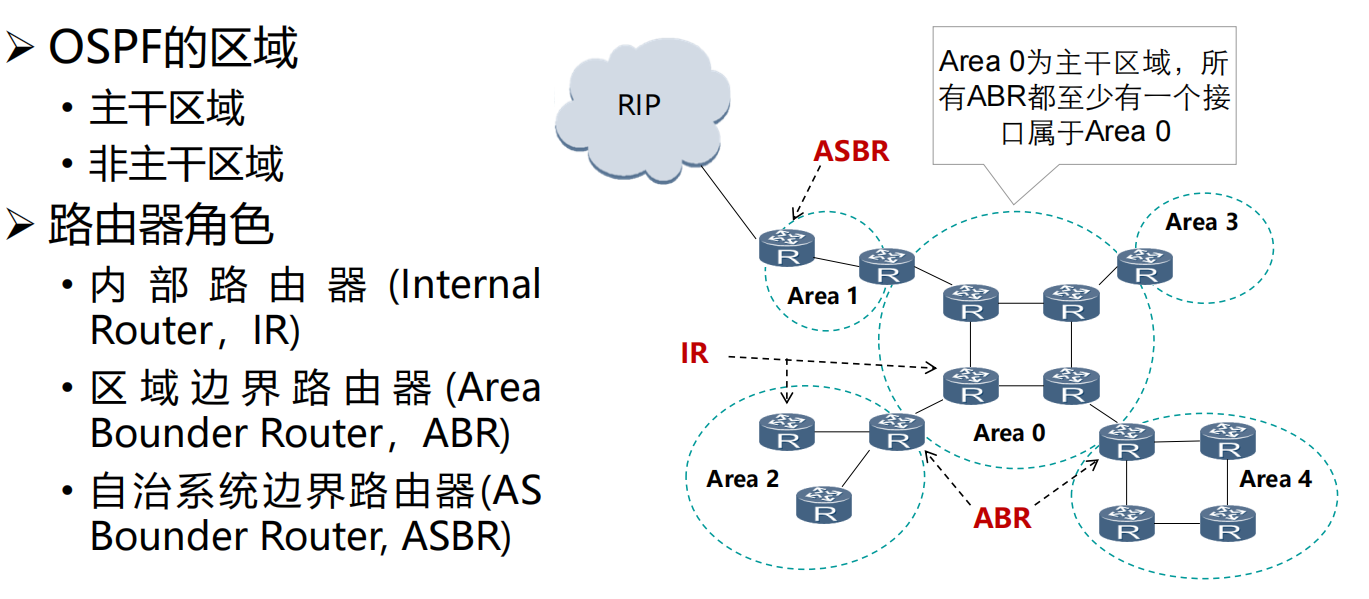 ➢ OSPF的区域
• 主干区域
• 非主干区域
➢ 路由器角色
• 内部路由器(Internal
Router，IR)
• 区域边界路由器(Area
Bounder Router，ABR)
• 自治系统边界路由器(AS
Bounder Router, ASBR)
RIP
Area 0为主干区域，所
有ABR都至少有一个接
口属于Area 0
ASBR
Area 3
R
R
R
Area 1
R
R
IR
R
R
Area 0
R
R
R
R
Area 2
Area 4
R
ABR
R
R